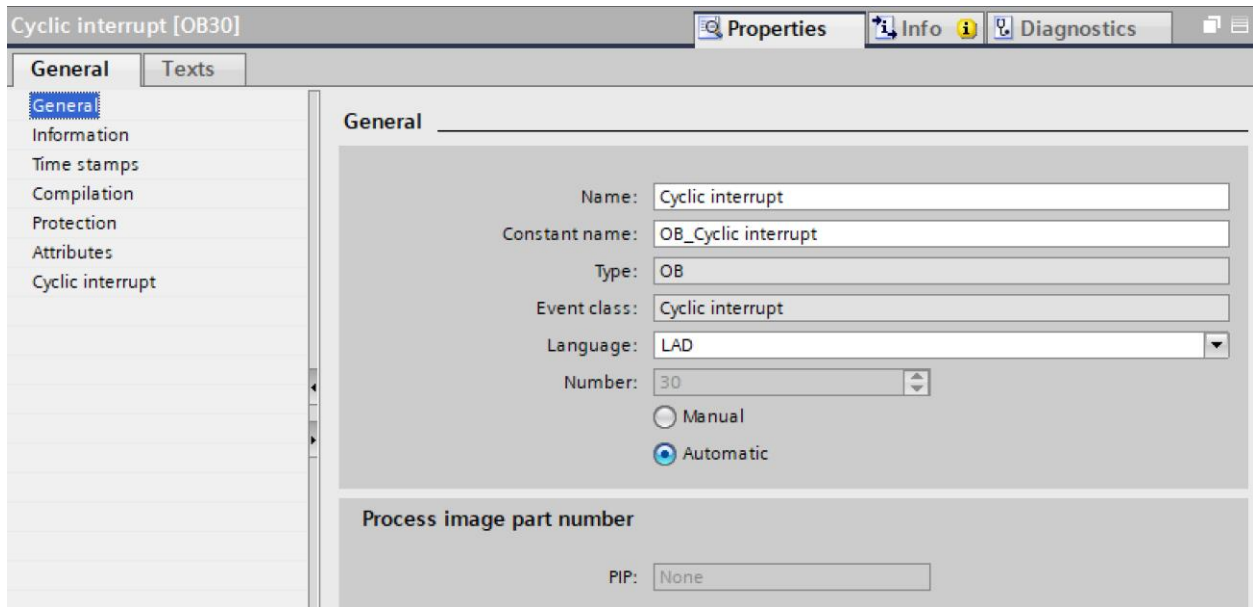 Cyclic interrupt [OB30]
Properties
Info
Diagnostics
General
Texts
General
Information
Time stamps
Compilation
Protection
Attributes
Cyclic interrupt
General
Name: Cyclic interrupt
Constant name: OB_Cyclic interrupt
Type: OB
Event class: Cyclic interrupt
Language: LAD
Number: 30
Manual
Automatic
Process image part number
PIP: None